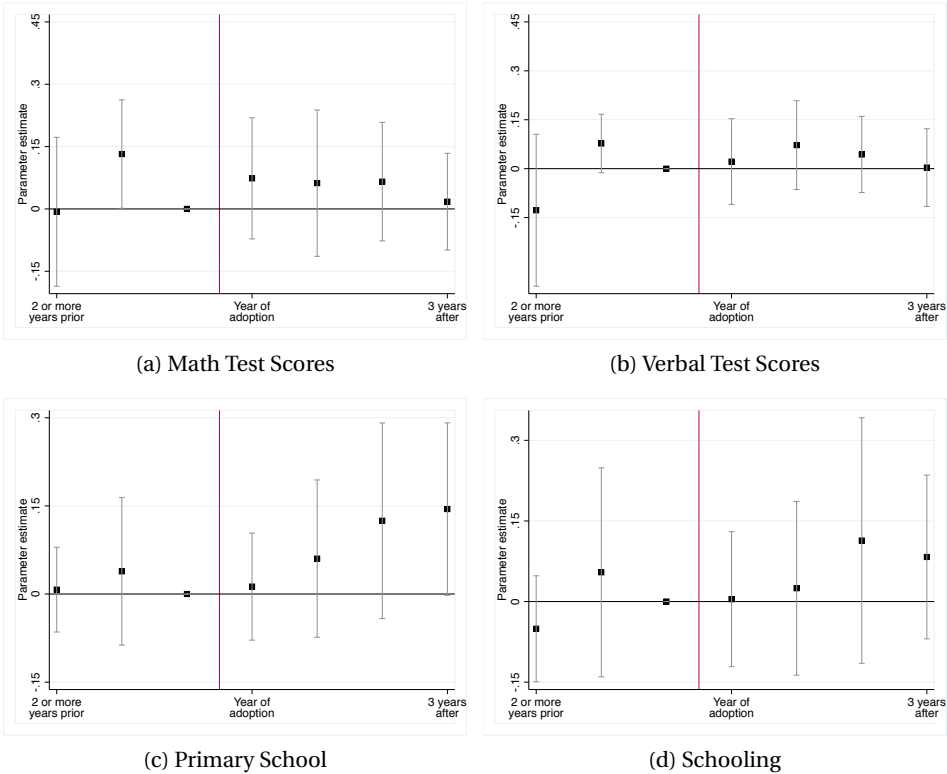 Parameter estimate
.45
.3
.15
0
-.15
2 or more
years prior
Year of
adoption
3 years
after
(a) Math Test Scores
Parameter estimate
.45
.3
.15
0
-.15
2 or more
years prior
Year of
adoption
3 years
after
(b) Verbal Test Scores
Parameter estimate
.3
.15
0
-.15
2 or more
years prior
Year of
adoption
3 years
after
(c) Primary School
Parameter estimate
.3
.15
0
-.15
2 or more
years prior
Year of
adoption
3 years
after
(d) Schooling